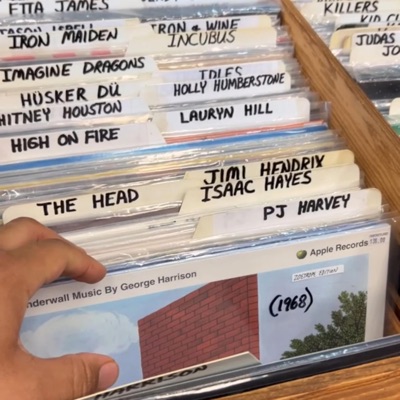 ETTA JAMES
KILLERS
IRON MAIDEN
IRON & WINE
INCUBUS
JUDAS
IMAGINE DRAGONS
IDLES
HOLLY HUMBERSTONE
HÜSKER DÜ
HITNEY HOUSTON
LAURYN HILL
HIGH ON FIRE
JIMI HENDRIX
ISAAC HAYES
THE HEAD
PJ HARVEY
nderwall Music By George Harrison
Apple Records
(1968)
HARRISON